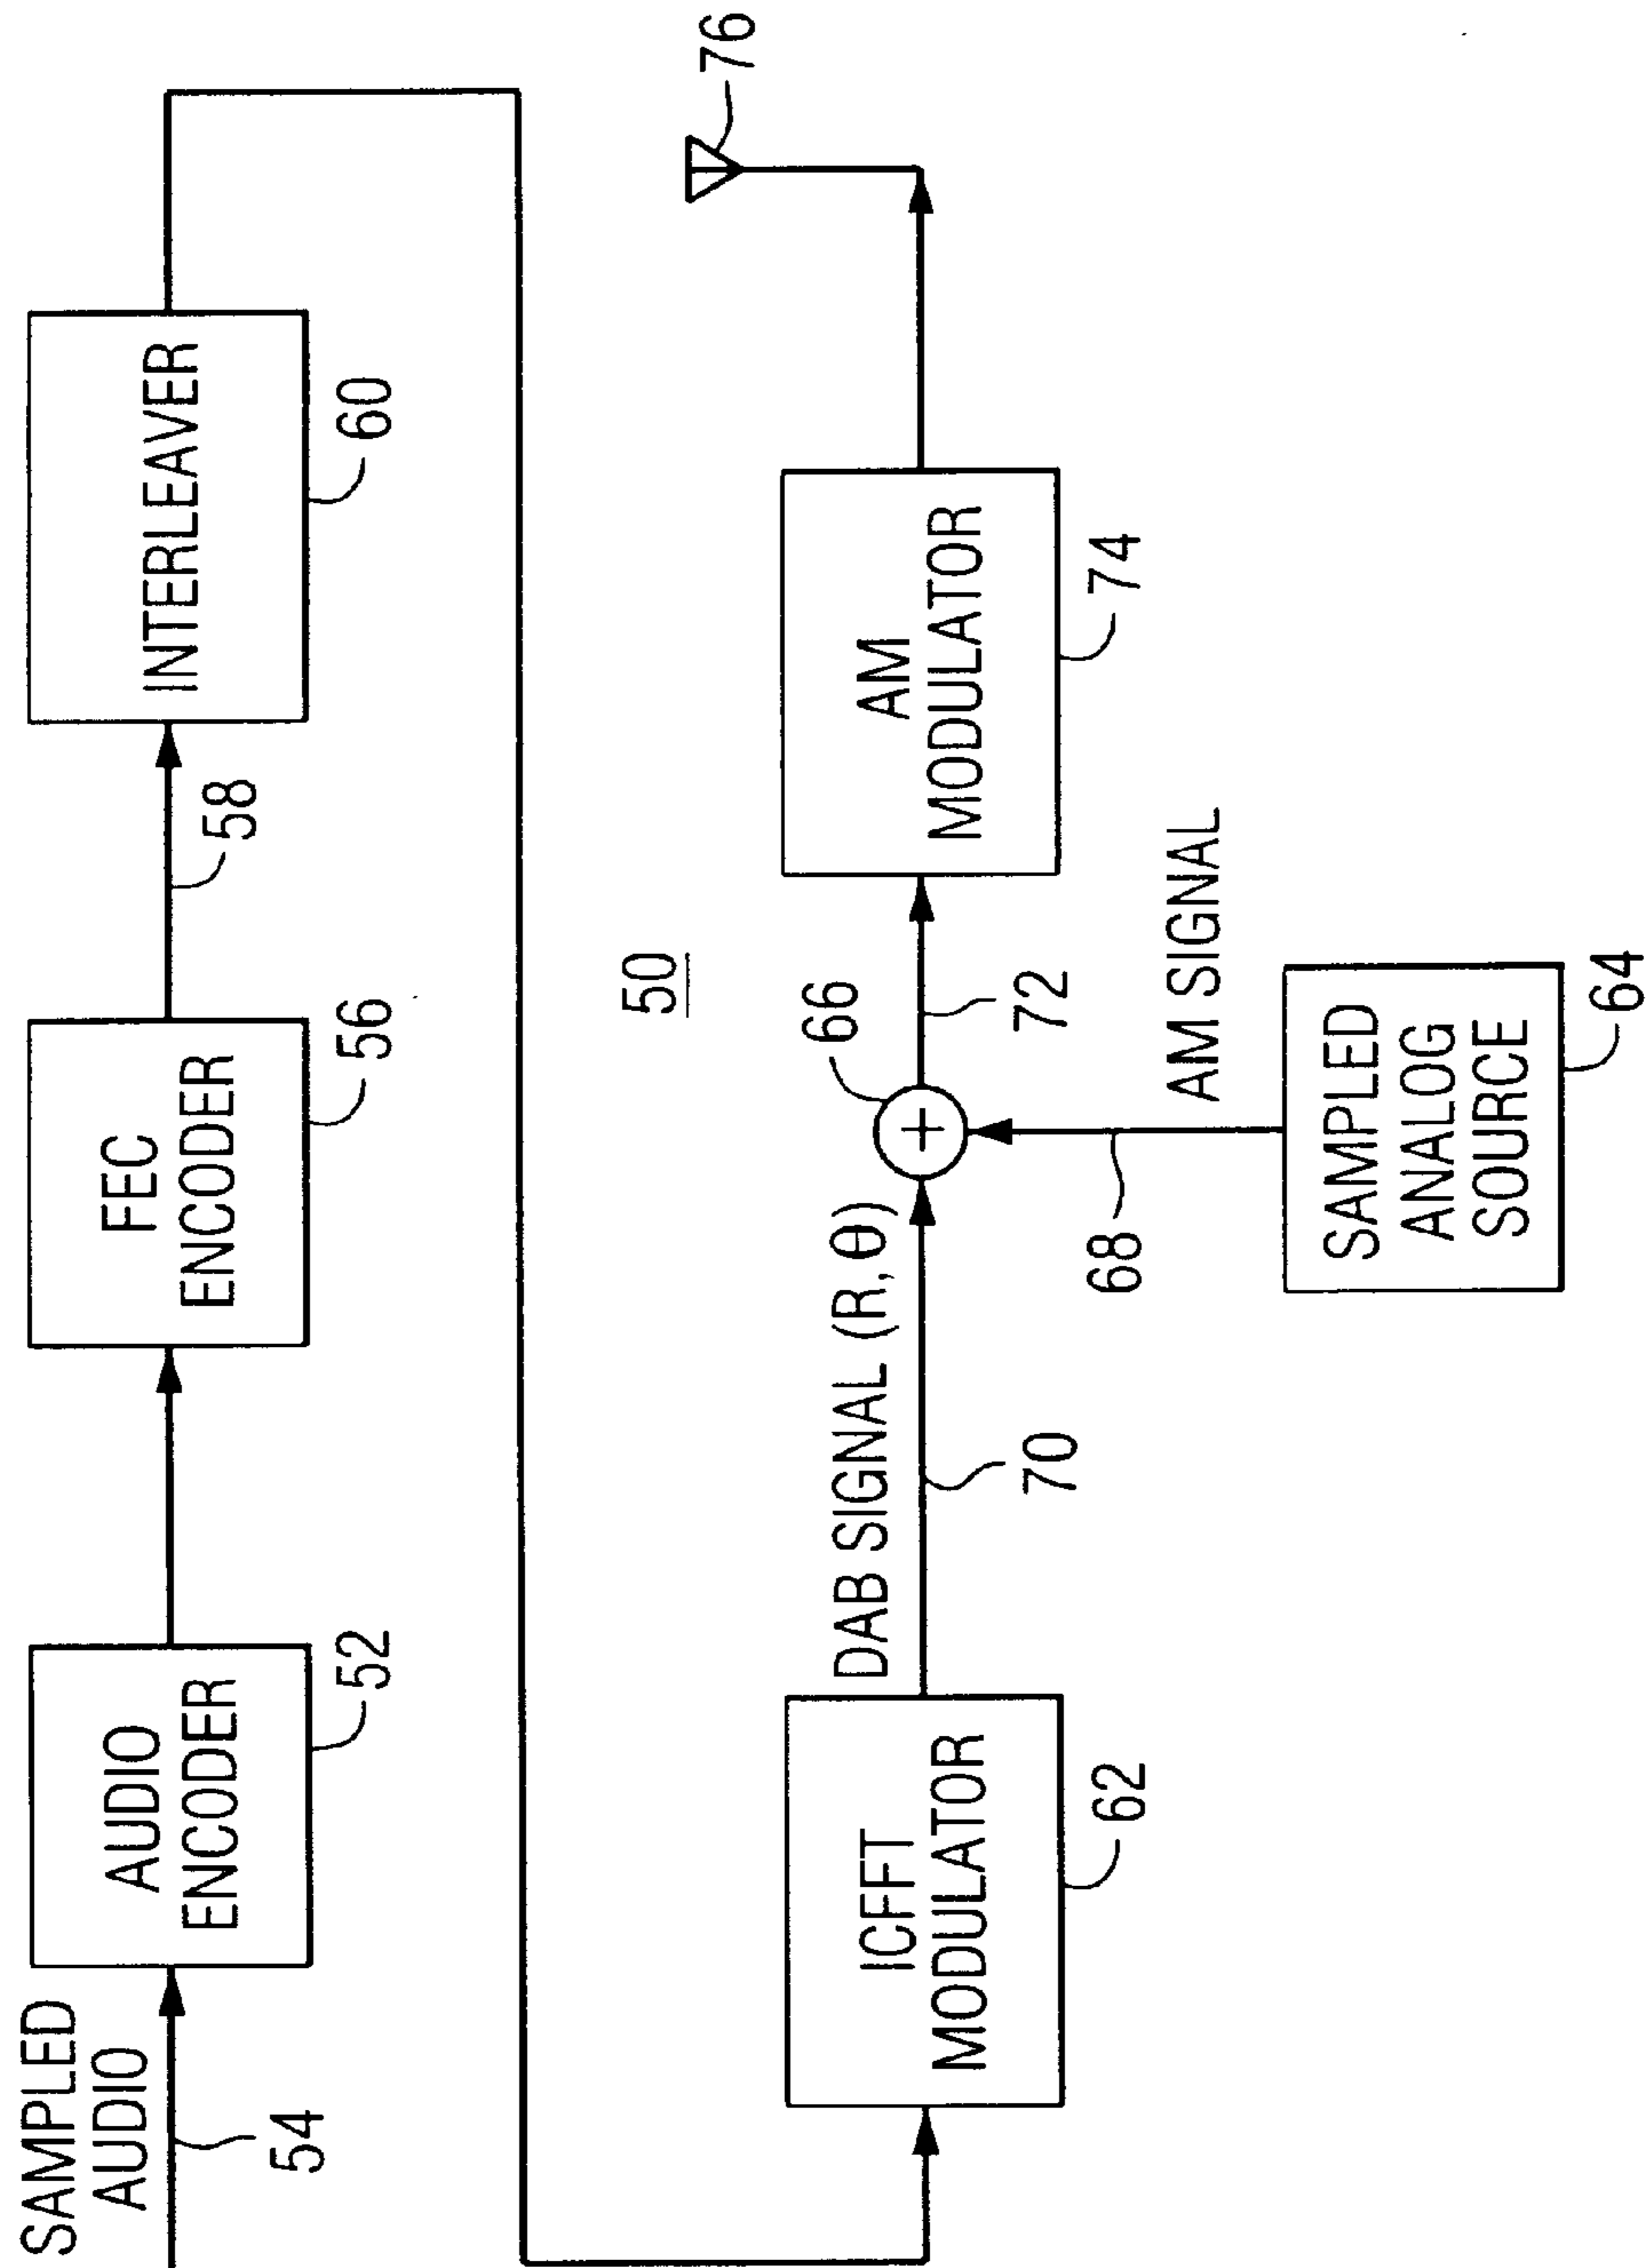 SAMPLED
AUDIO
54
AUDIO
ENCODER
52
FEC
ENCODER
56
58
INTERLEAVER
60
50
ICFFT
MODULATOR
62
DAB SIGNAL (R,θ)
70
66
+
72
68
AM SIGNAL
SAMPLED
ANALOG
SOURCE
64
AM
MODULATOR
74
76